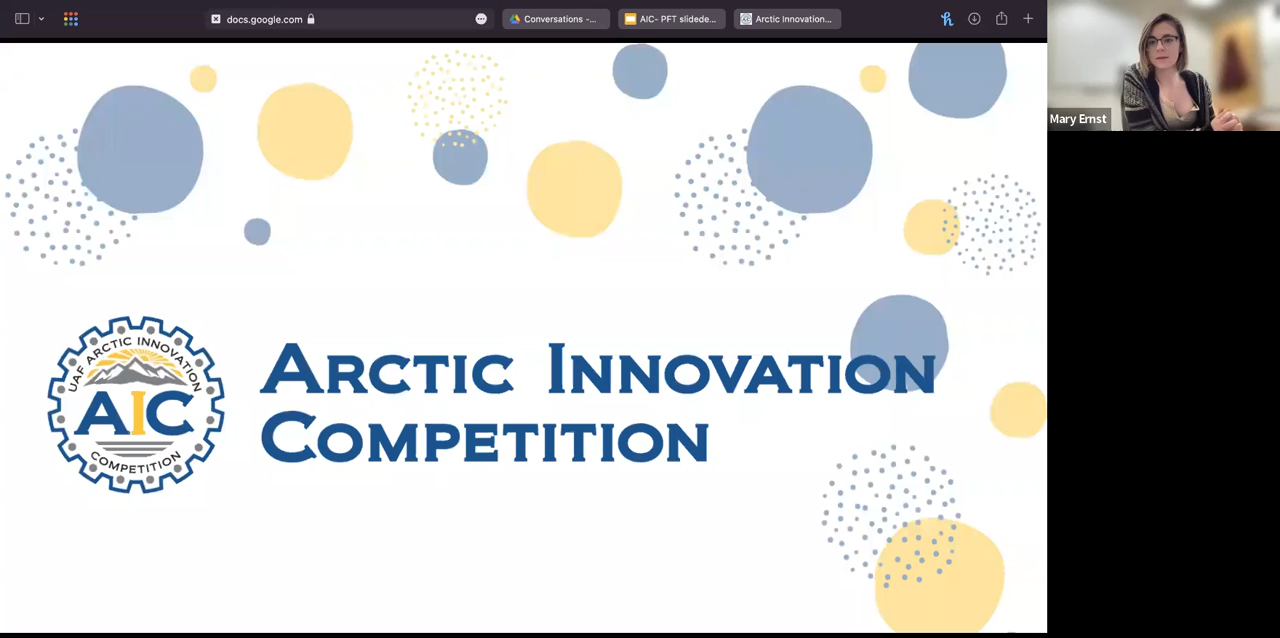 docs.google.com
Conversations -...
AIC- PFT slidede...
Arctic Innovation...
Mary Ernst
UAF ARCTIC INNOVATION
AIC
COMPETITION
ARCTIC INNOVATION
COMPETITION